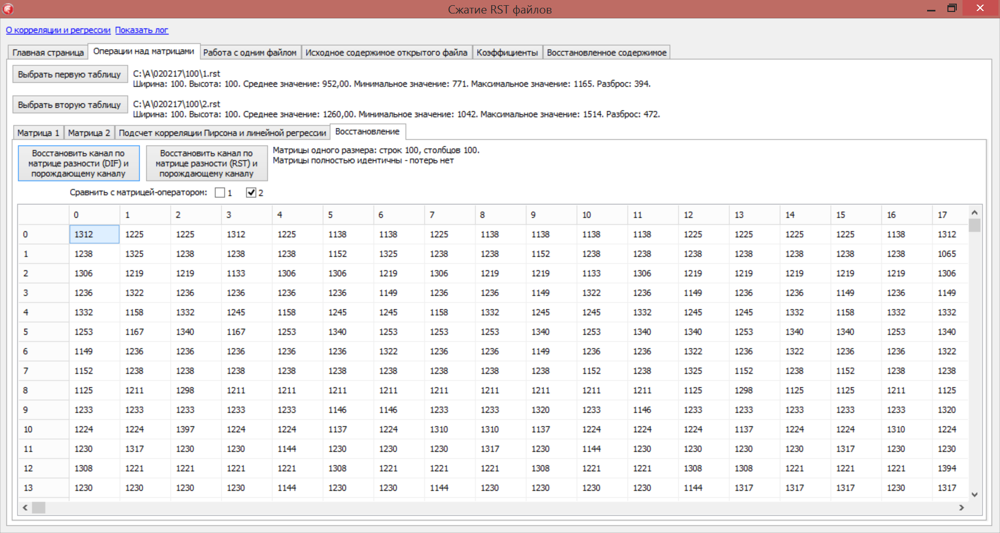 Сжатие RST файлов
О корреляции и регрессии Показать лог
Главная страница Операции над матрицами Работа с одним файлом Исходное содержимое открытого файла Коэффициенты Восстановленное содержимое
Выбрать первую таблицу C:\A\020217\100\1.rst
Ширина: 100. Высота: 100. Среднее значение: 952,00. Минимальное значение: 771. Максимальное значение: 1165. Разброс: 394.
Выбрать вторую таблицу C:\A\020217\100\2.rst
Ширина: 100. Высота: 100. Среднее значение: 1260,00. Минимальное значение: 1042. Максимальное значение: 1514. Разброс: 472.
Матрица 1 Матрица 2 Подсчет корреляции Пирсона и линейной регрессии Восстановление
Восстановить канал по
матрице разности (DIF) и
порождающему каналу
Восстановить канал по
матрице разности (RST) и
порождающему каналу
Матрицы одного размера: строк 100, столбцов 100.
Матрицы полностью идентичны - потерь нет
Сравнить с матрицей-оператором: 1 2
0 1 2 3 4 5 6 7 8 9 10 11 12 13 14 15 16 17
0 1312 1225 1225 1312 1225 1138 1138 1225 1138 1138 1138 1138 1225 1225 1225 1225 1138 1312
1 1238 1325 1238 1238 1238 1152 1325 1238 1238 1152 1238 1238 1238 1238 1238 1238 1238 1065
2 1306 1219 1219 1133 1306 1306 1219 1306 1219 1219 1133 1306 1219 1219 1219 1219 1219 1306
3 1236 1322 1236 1236 1236 1236 1149 1236 1236 1149 1322 1236 1149 1236 1236 1149 1236 1149
4 1332 1158 1332 1245 1158 1245 1245 1158 1332 1245 1245 1332 1245 1245 1332 1158 1332 1332
5 1253 1167 1340 1167 1253 1340 1253 1253 1253 1340 1253 1340 1340 1253 1340 1340 1253 1340
6 1149 1236 1236 1236 1236 1236 1322 1236 1236 1149 1236 1236 1322 1236 1322 1236 1236 1322
7 1152 1238 1238 1238 1238 1238 1238 1238 1238 1238 1152 1238 1325 1152 1238 1152 1238 1238
8 1125 1211 1298 1211 1211 1211 1211 1211 1211 1211 1211 1211 1125 1298 1125 1125 1211 1125
9 1233 1233 1233 1233 1233 1146 1146 1233 1233 1320 1233 1146 1233 1233 1233 1233 1233 1320
10 1224 1224 1397 1224 1224 1137 1224 1310 1310 1137 1224 1224 1224 1137 1224 1224 1310 1224
11 1230 1317 1230 1230 1144 1230 1230 1230 1317 1230 1144 1230 1230 1230 1230 1317 1230 1230
12 1308 1221 1221 1221 1221 1308 1221 1221 1221 1308 1221 1221 1308 1308 1221 1221 1221 1394
13 1230 1230 1230 1230 1144 1230 1230 1144 1230 1230 1230 1230 1144 1317 1317 1317 1230 1317